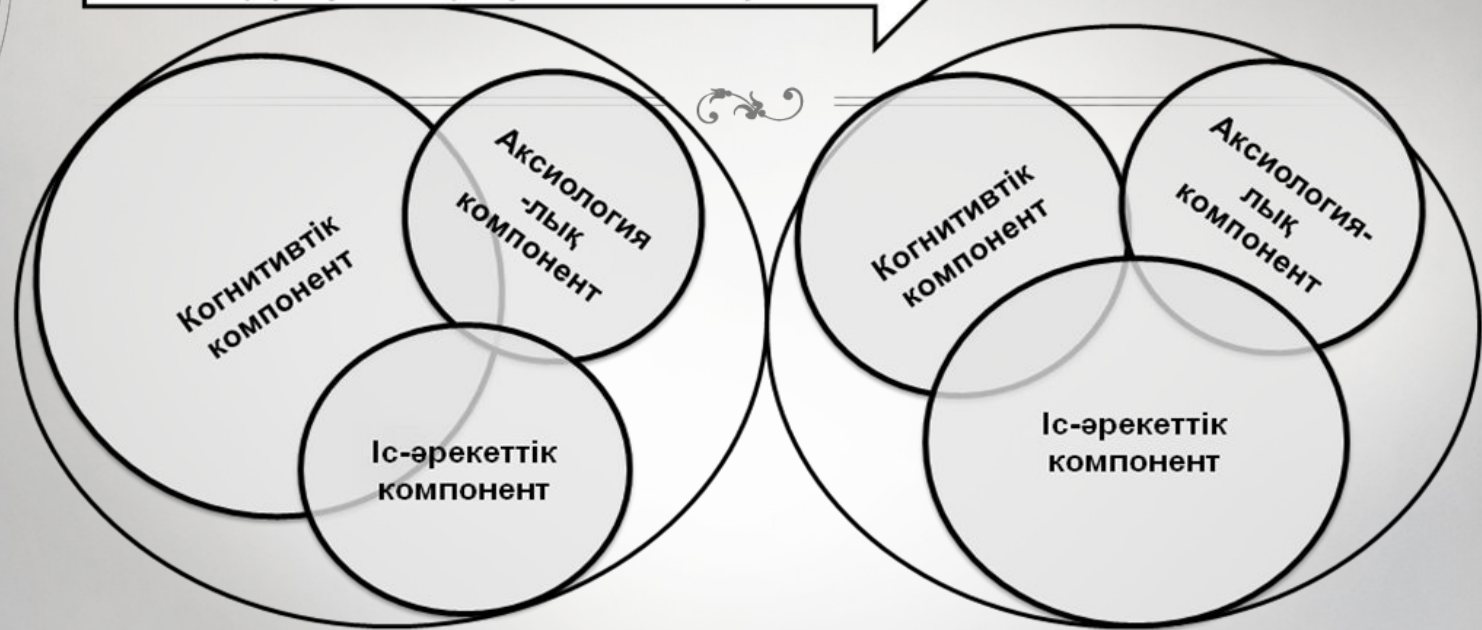 Когнитивтік
компонент
Аксиология
-лық
компонент
Іс-әрекеттік
компонент
Когнитивтік
компонент
Аксиология-
лық
компонент
Іс-әрекеттік
компонент